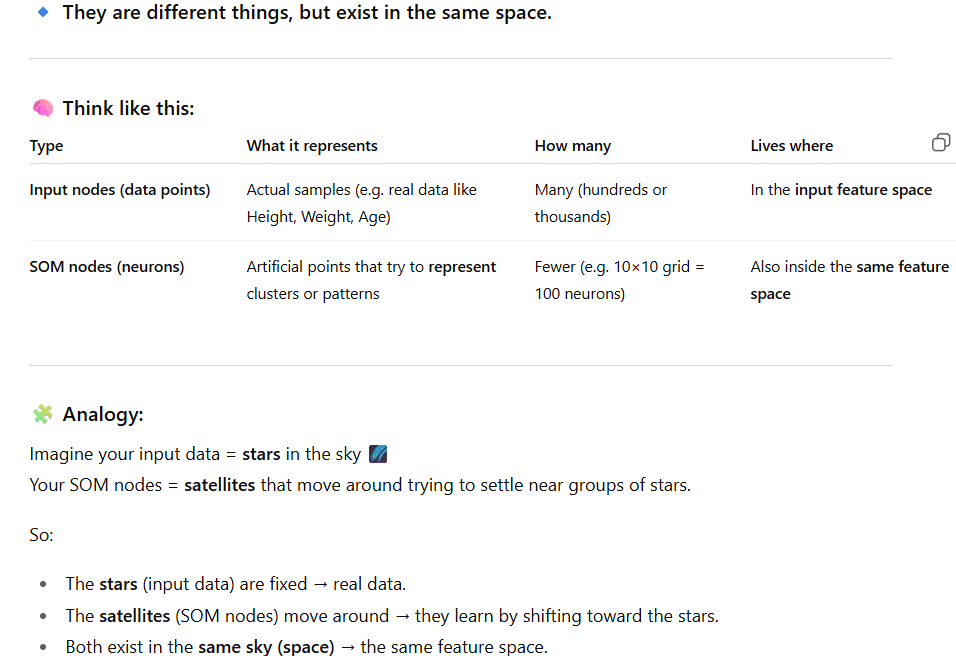 They are different things, but exist in the same space.
Think like this:
Type What it represents How many Lives where
Input nodes (data points) Actual samples (e.g. real data like Many (hundreds or In the input feature space
Height, Weight, Age) thousands)
SOM nodes (neurons) Artificial points that try to represent Fewer (e.g. 10×10 grid = Also inside the same feature
clusters or patterns 100 neurons) space
Analogy:
Imagine your input data = stars in the sky
Your SOM nodes = satellites that move around trying to settle near groups of stars.
So:
• The stars (input data) are fixed → real data.
• The satellites (SOM nodes) move around → they learn by shifting toward the stars.
• Both exist in the same sky (space) → the same feature space.